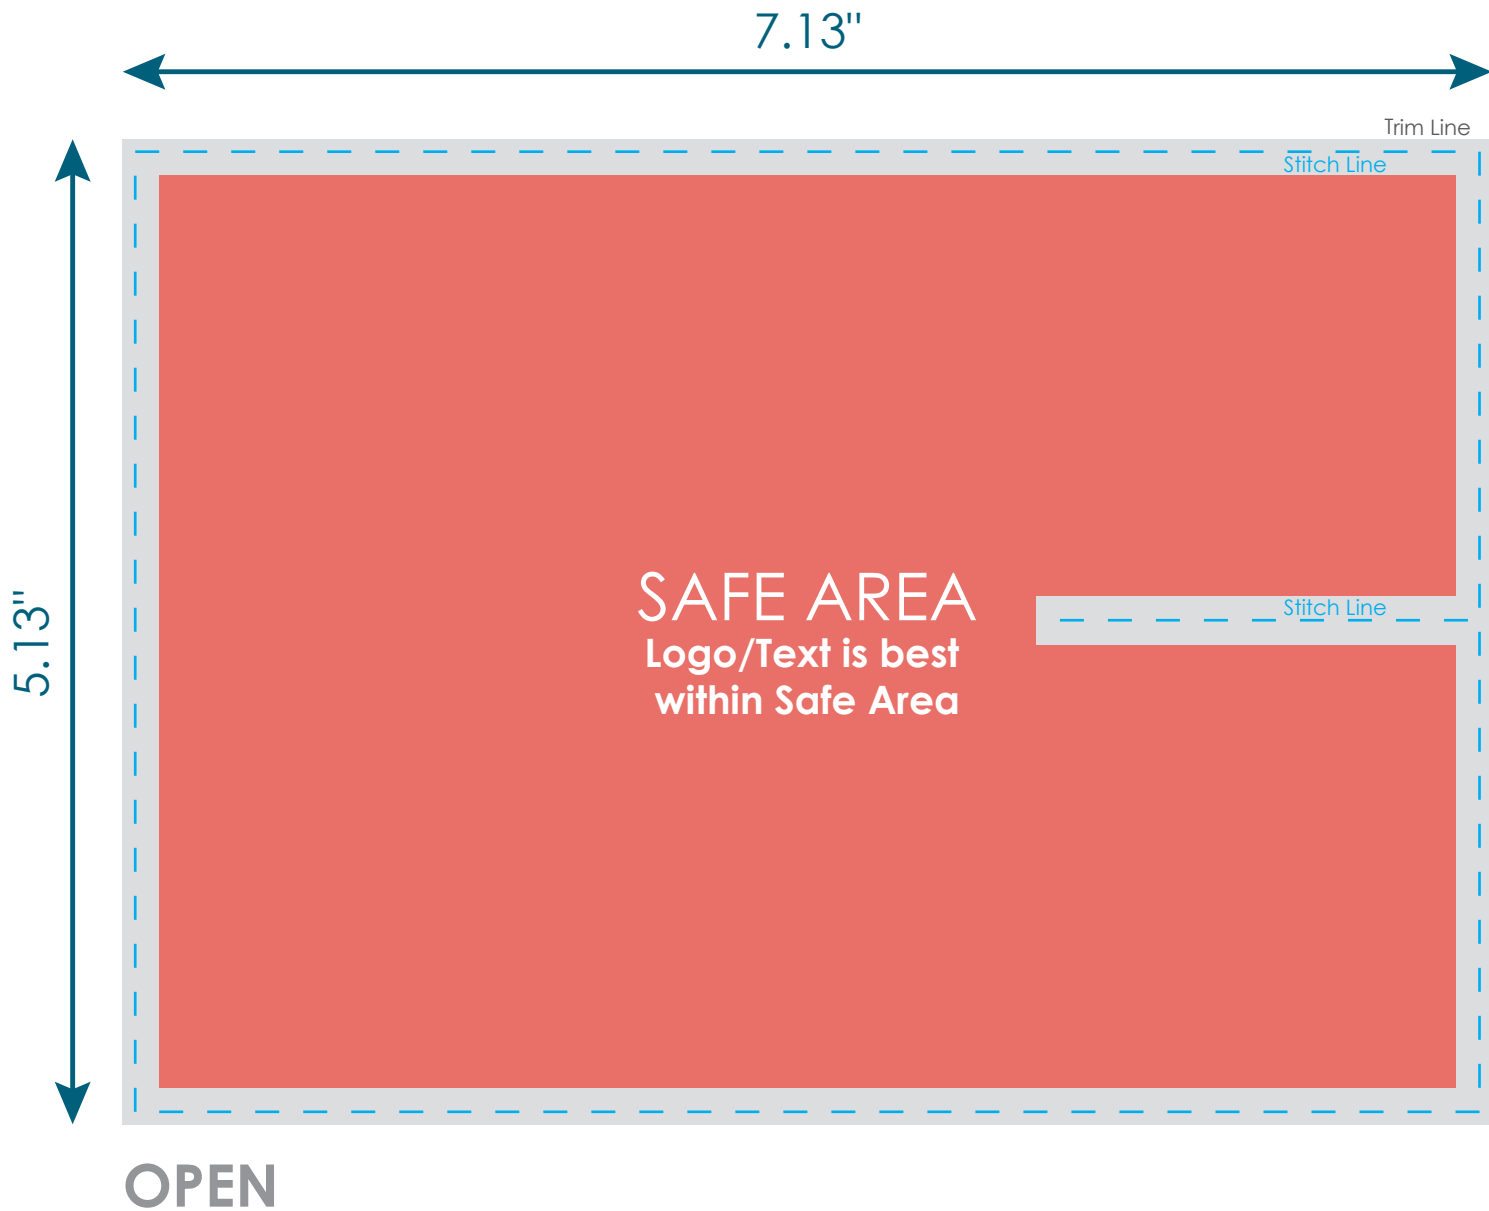 7.13"
Trim Line
Stitch Line
5.13"
SAFE AREA
Stitch Line
Logo/Text is best
within Safe Area
OPEN